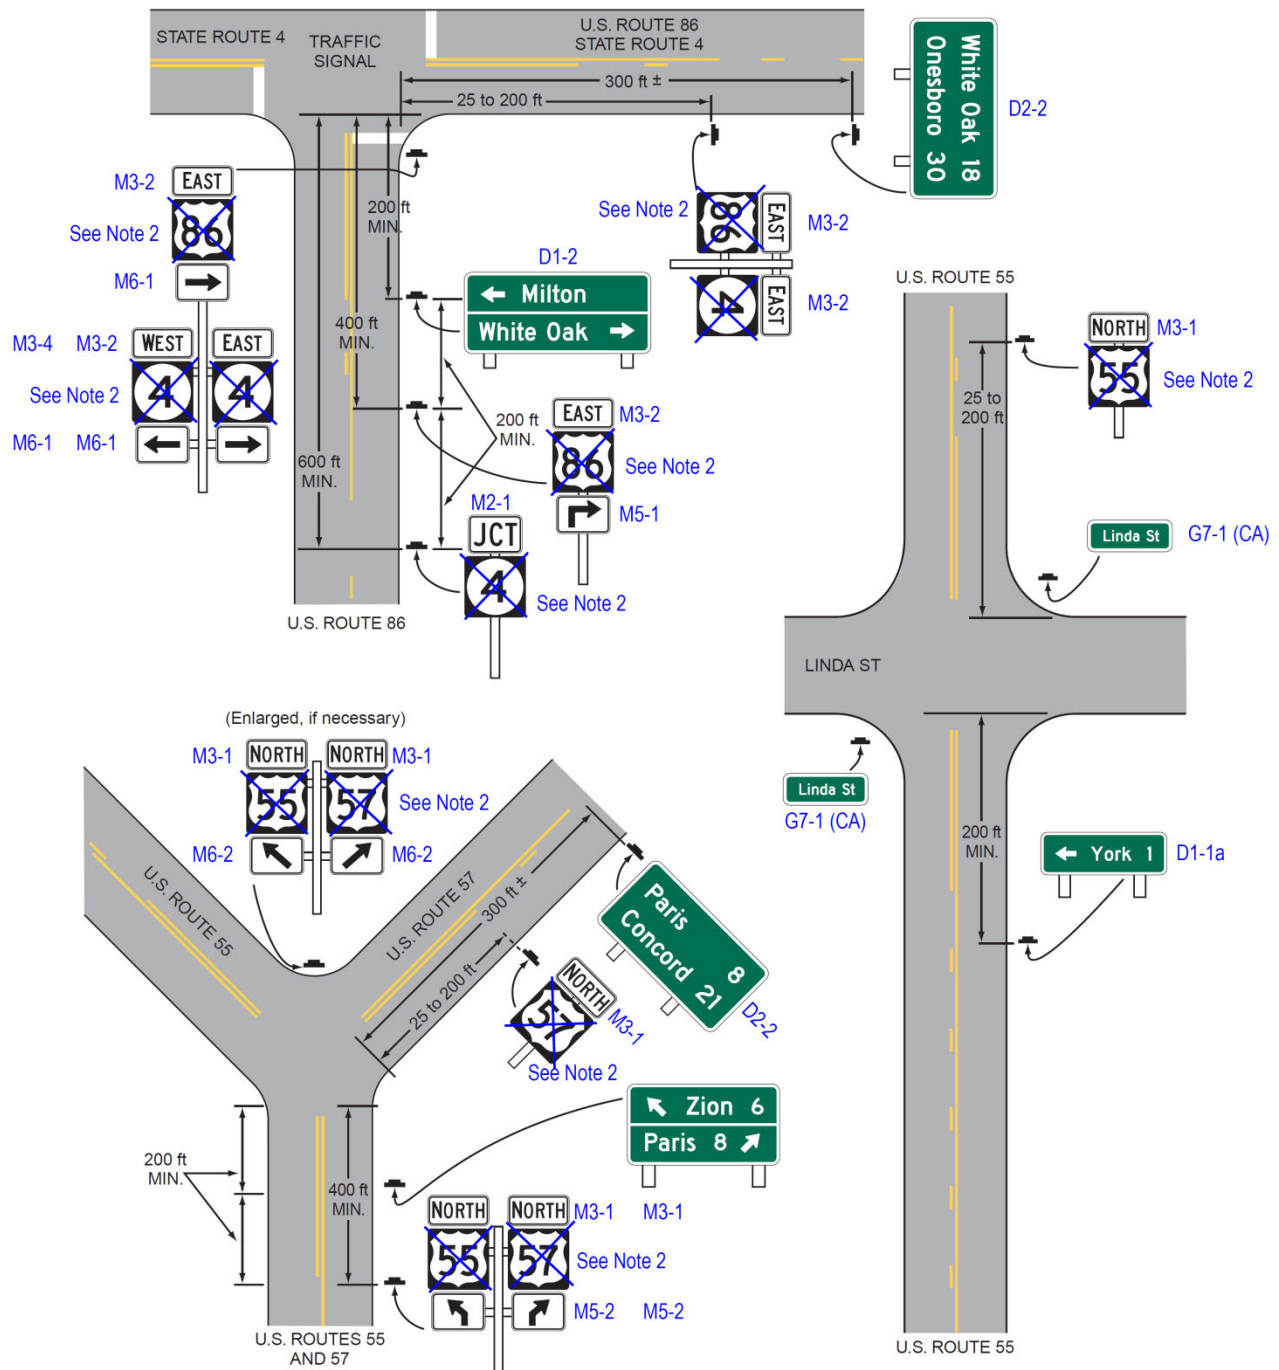 STATE ROUTE 4
TRAFFIC
SIGNAL
U.S. ROUTE 86
STATE ROUTE 4
300 ft ±
25 to 200 ft
White Oak 18
Onesboro 30
D2-2
M3-2
EAST
See Note 2
86
M6-1
M3-4
M3-2
WEST
EAST
See Note 2
4
4
M6-1
M6-1
200 ft
MIN.
400 ft
MIN.
600 ft
MIN.
D1-2
Milton
White Oak
200 ft
MIN.
EAST
M3-2
86
See Note 2
M5-1
M2-1
JCT
4
See Note 2
U.S. ROUTE 86
See Note 2
86
EAST
M3-2
4
EAST
M3-2
U.S. ROUTE 55
NORTH
M3-1
55
See Note 2
25 to
200 ft
Linda St
G7-1 (CA)
LINDA ST
Linda St
G7-1 (CA)
200 ft
MIN.
York 1
D1-1a
U.S. ROUTE 55
(Enlarged, if necessary)
M3-1
NORTH
NORTH
M3-1
55
57
See Note 2
M6-2
M6-2
U.S. ROUTE 55
U.S. ROUTE 57
300 ft ±
25 to 200 ft
Paris 8
Concord 21
D2-2
NORTH
M3-1
57
See Note 2
Zion 6
Paris 8
200 ft
MIN.
400 ft
MIN.
NORTH
NORTH
M3-1
M3-1
55
57
See Note 2
M5-2
M5-2
U.S. ROUTES 55
AND 57